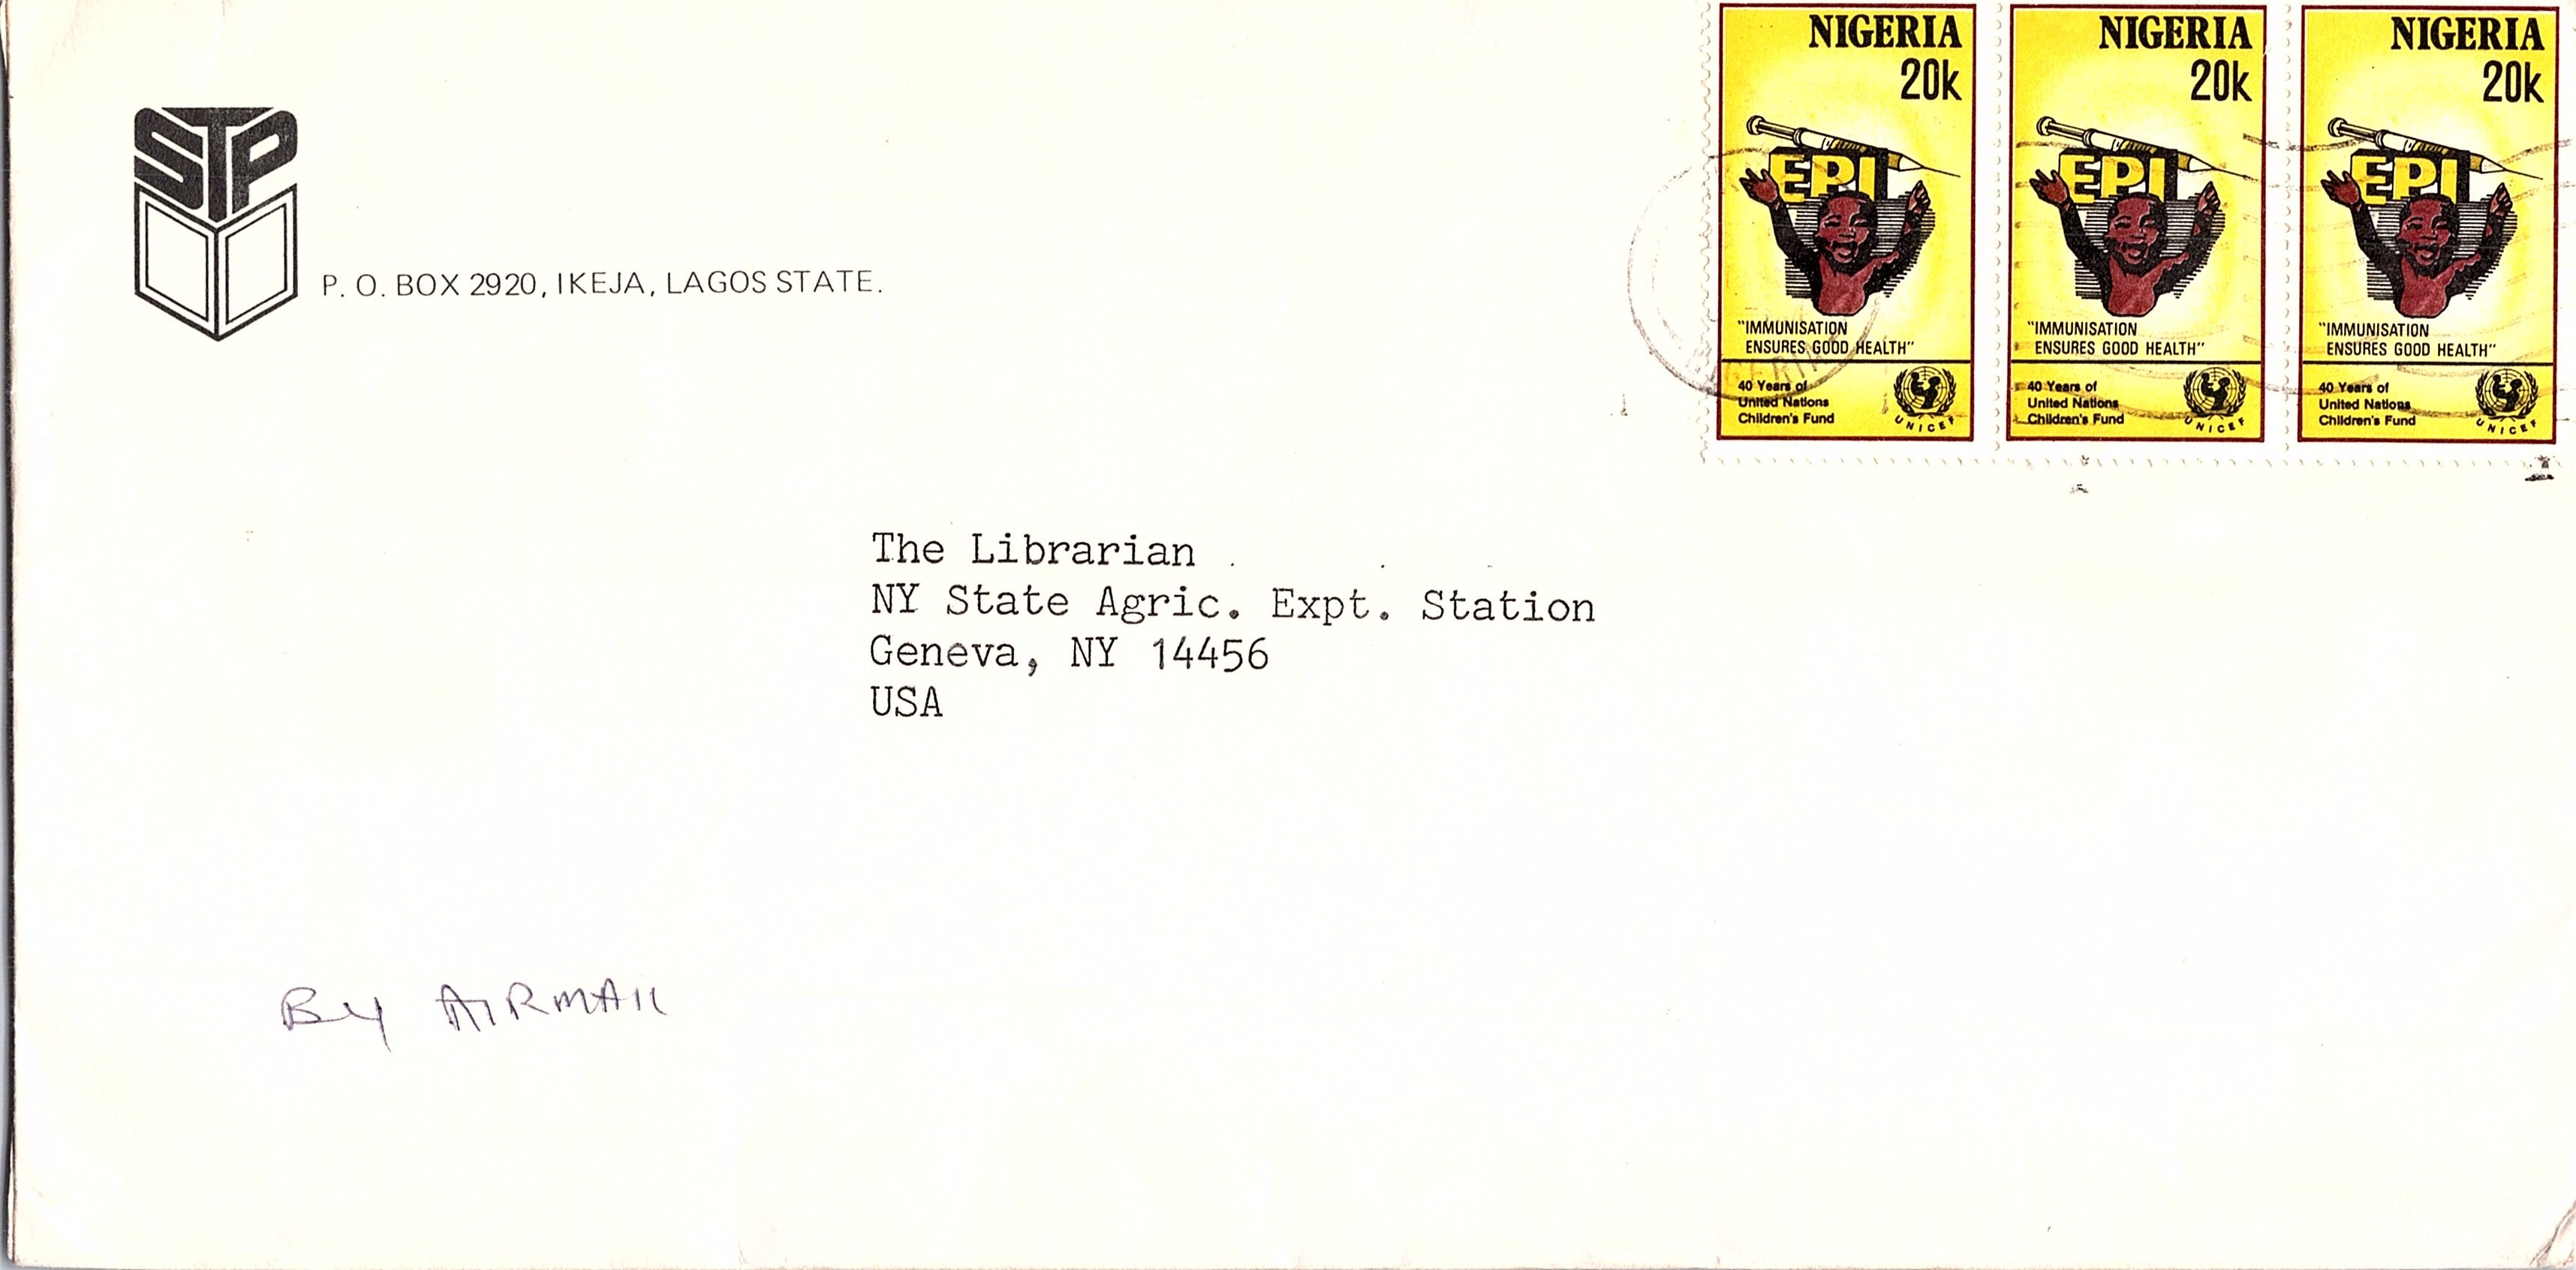 STP
P. O. BOX 2920, IKEJA, LAGOS STATE.
NIGERIA
20k
EPI
"IMMUNISATION
ENSURES GOOD HEALTH"
40 Years of
United Nations
Children's Fund
UNICEF
NIGERIA
20k
EPI
"IMMUNISATION
ENSURES GOOD HEALTH"
40 Years of
United Nations
Children's Fund
UNICEF
NIGERIA
20k
EPI
"IMMUNISATION
ENSURES GOOD HEALTH"
40 Years of
United Nations
Children's Fund
UNICEF
The Librarian
NY State Agric. Expt. Station
Geneva, NY 14456
USA
By AIRMAIL